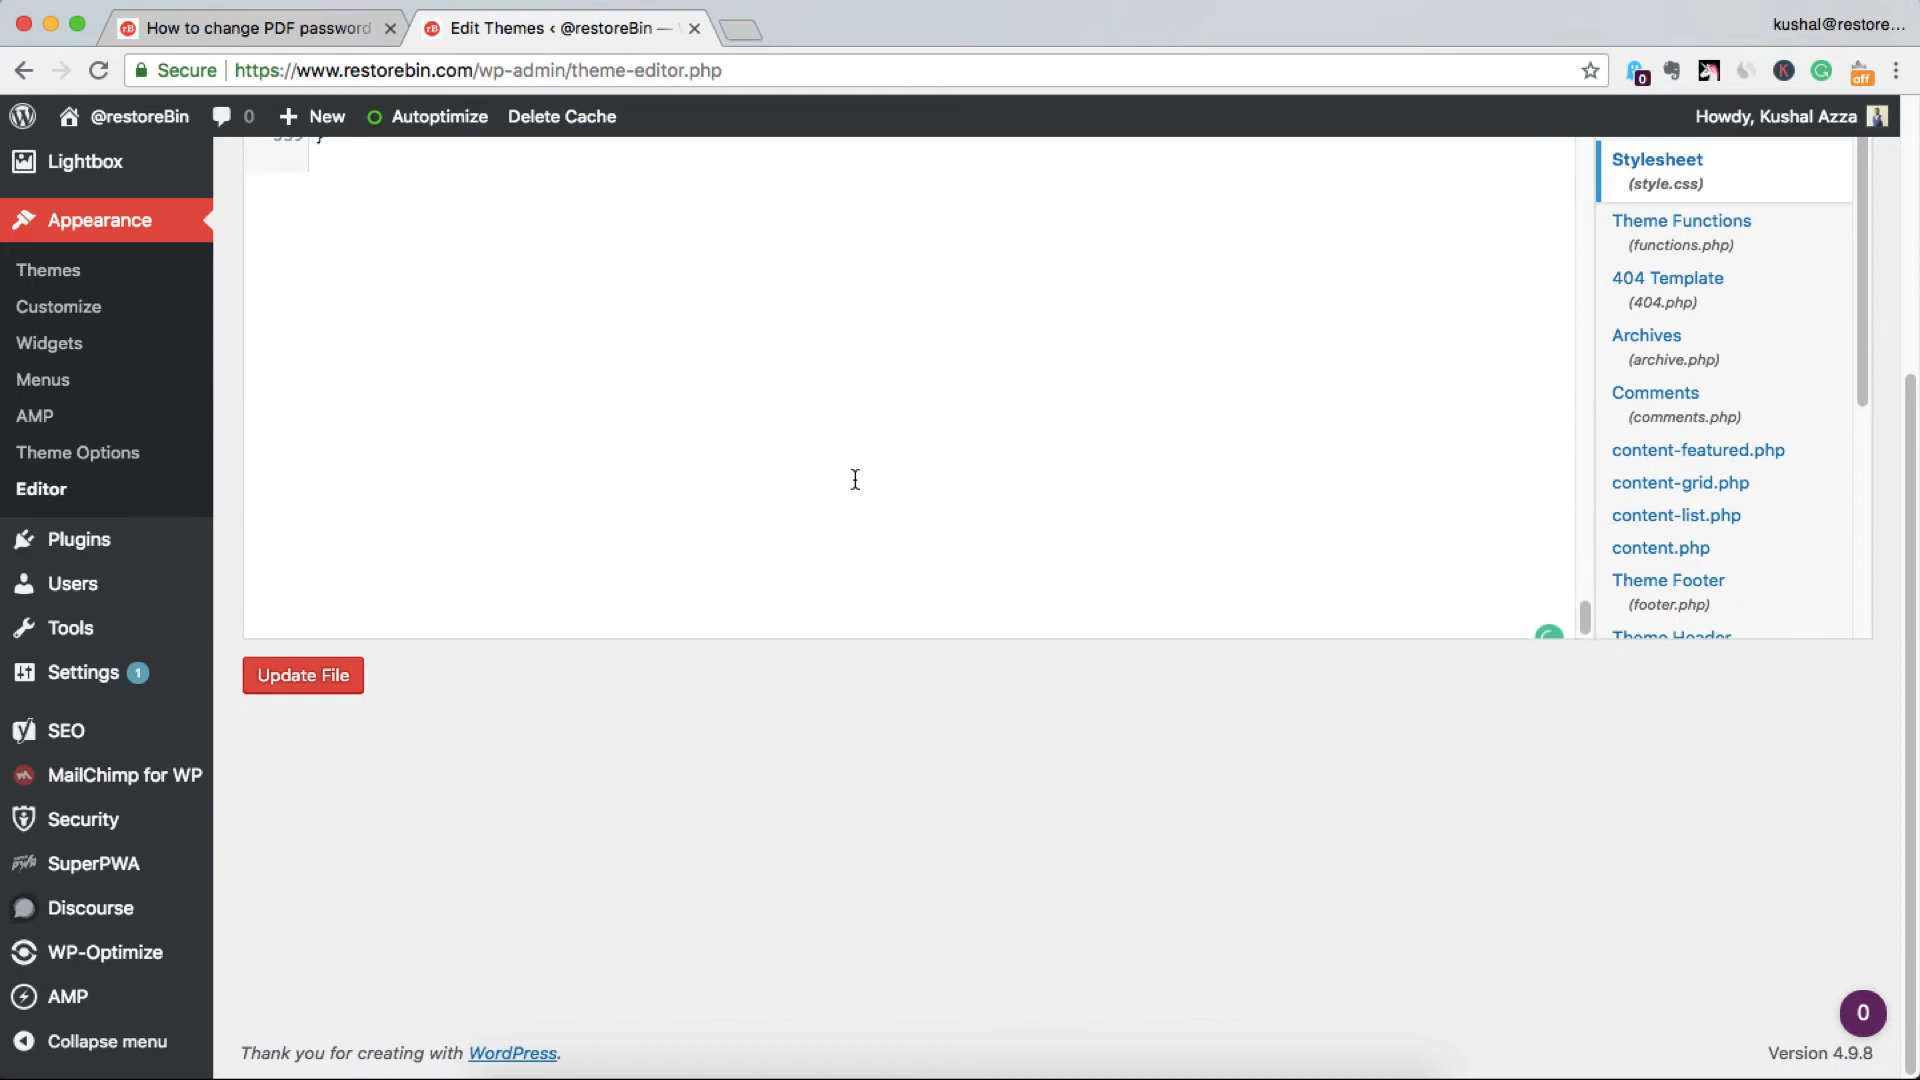 How to change PDF password
Edit Themes ‹ @restoreBin —
kushal@restore...
Secure
https://www.restorebin.com/wp-admin/theme-editor.php
0
K
off
@restoreBin
0
New
Autoptimize
Delete Cache
Howdy, Kushal Azza
Lightbox
Appearance
Themes
Customize
Widgets
Menus
AMP
Theme Options
Editor
Plugins
Users
Tools
Settings 1
SEO
MailChimp for WP
Security
SuperPWA
Discourse
WP-Optimize
AMP
Collapse menu
}
Stylesheet
(style.css)
Theme Functions
(functions.php)
404 Template
(404.php)
Archives
(archive.php)
Comments
(comments.php)
content-featured.php
content-grid.php
content-list.php
content.php
Theme Footer
(footer.php)
Theme Header
Update File
0
Thank you for creating with WordPress.
Version 4.9.8